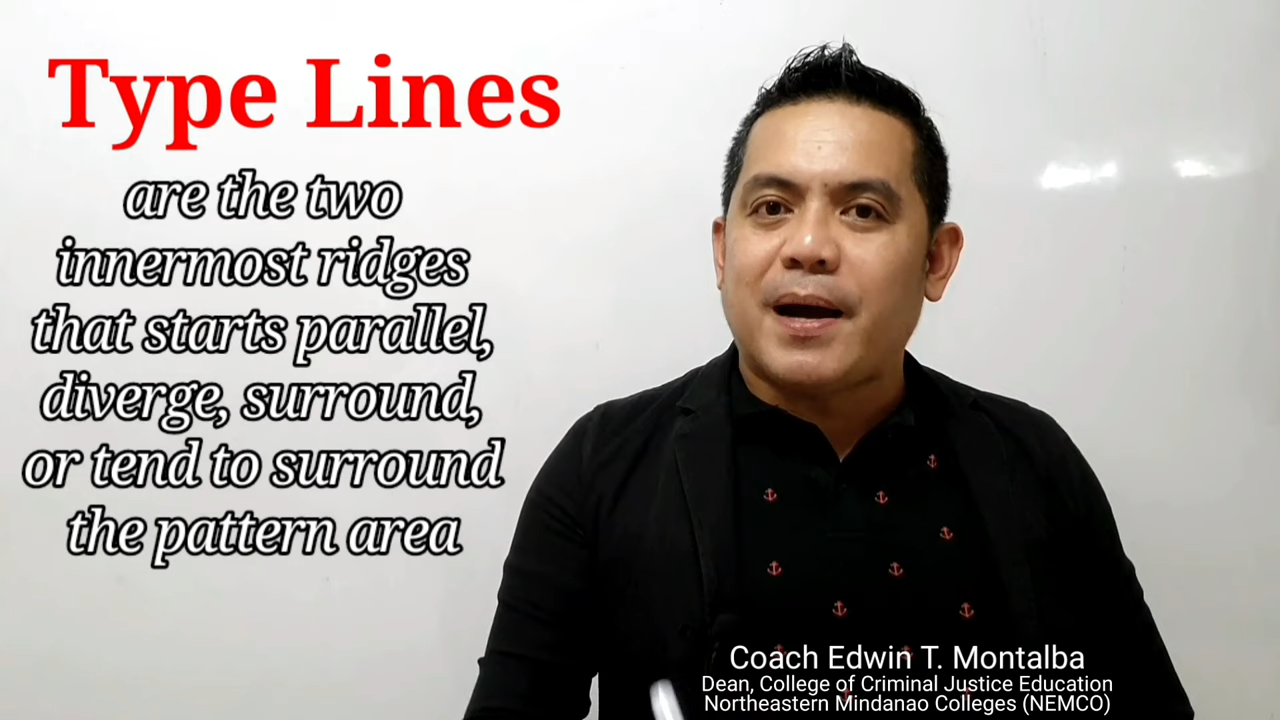 Type Lines
are the two
innermost ridges
that starts parallel,
diverge, surround,
or tend to surround
the pattern area
Coach Edwin T. Montalba
Dean, College of Criminal Justice Education
Northeastern Mindanao Colleges (NEMCO)